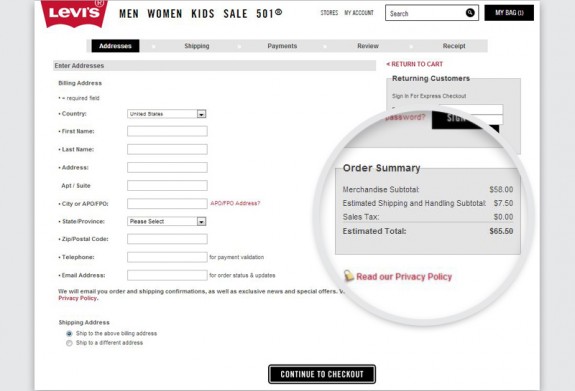 LEVI'S®
MEN WOMEN KIDS SALE 501®
STORES MY ACCOUNT Search MY BAG (1)
Addresses Shipping Payments Review Receipt
Enter Addresses
< RETURN TO CART
Billing Address
• = required field
• Country: United States
• First Name:
• Last Name:
• Address:
Apt / Suite
• City or APO/FPO: APO/FPO Address?
• State/Province: Please Select
• Zip/Postal Code:
• Telephone: for payment validation
• Email Address: for order status & updates
We will email you order and shipping confirmations, as well as exclusive news and special offers. V
Privacy Policy.
Shipping Address
Ship to the above billing address
Ship to a different address
CONTINUE TO CHECKOUT
Returning Customers
Sign In For Express Checkout
password? SIGN
Order Summary
Merchandise Subtotal: $58.00
Estimated Shipping and Handling Subtotal: $7.50
Sales Tax: $0.00
Estimated Total: $65.50
Read our Privacy Policy